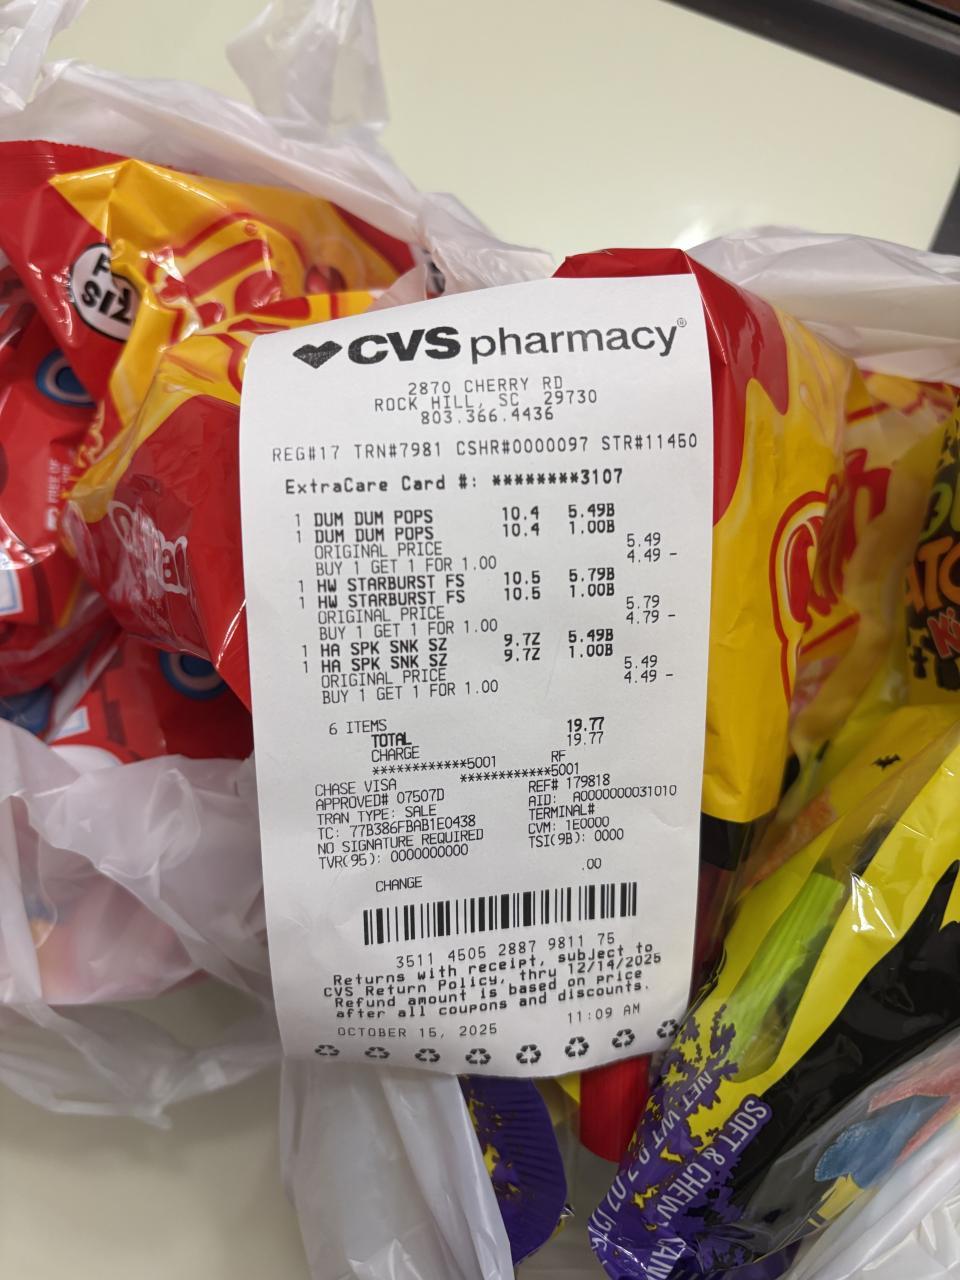 CVS pharmacy®
2870 CHERRY RD
ROCK HILL, SC 29730
803.366.4436
REG#17 TRN#7981 CSHR#0000097 STR#11450
ExtraCare Card #: ********3107
1 DUM DUM POPS 10.4 5.49B
1 DUM DUM POPS 10.4 1.00B
ORIGINAL PRICE 5.49
BUY 1 GET 1 FOR 1.00 4.49 -
1 HW STARBURST FS 10.5 5.79B
1 HW STARBURST FS 10.5 1.00B
ORIGINAL PRICE 5.79
BUY 1 GET 1 FOR 1.00 4.79 -
1 HA SPK SNK SZ 9.7Z 5.49B
1 HA SPK SNK SZ 9.7Z 1.00B
ORIGINAL PRICE 5.49
BUY 1 GET 1 FOR 1.00 4.49 -
6 ITEMS
TOTAL 19.77
CHARGE 19.77
************5001 RF
CHASE VISA ************5001
APPROVED# 07507D REF# 179818
TRAN TYPE: SALE AID: A0000000031010
TC: 77B386FBAB1E0438 TERMINAL#
NO SIGNATURE REQUIRED CVM: 1E0000
TVR(95): 0000000000 TSI(9B): 0000
CHANGE .00
3511 4505 2887 9811 75
Returns with receipt, subject to
CVS Return Policy, thru 12/14/2025
Refund amount is based on price
after all coupons and discounts.
OCTOBER 15, 2025 11:09 AM
SIZ
FREE OF
NET WT
SOFT & CHEWY